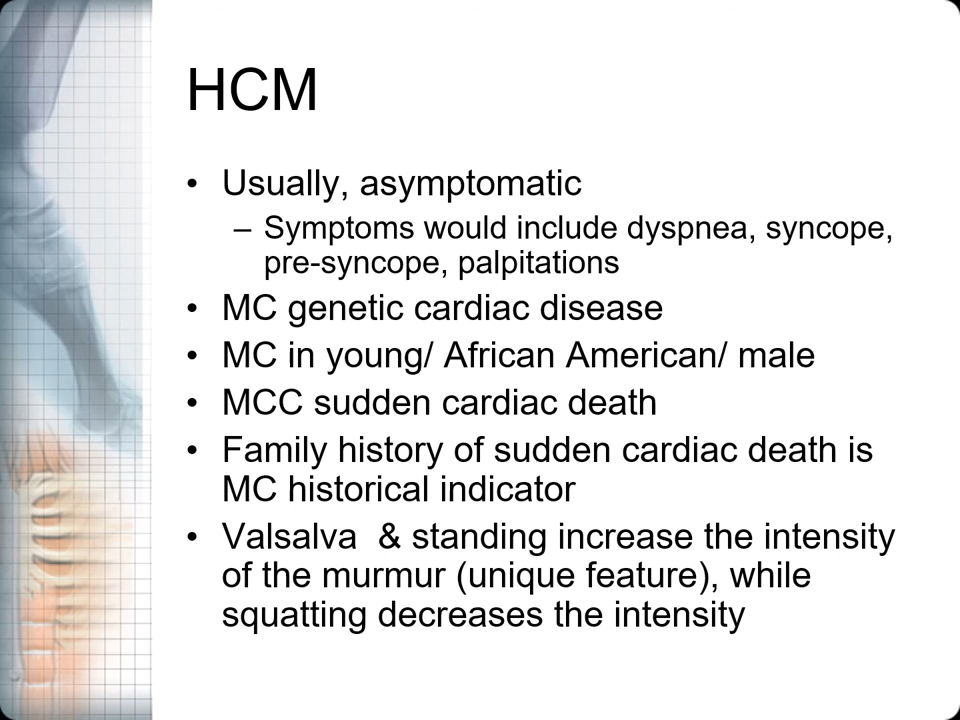 HCM
• Usually, asymptomatic
– Symptoms would include dyspnea, syncope,
pre-syncope, palpitations
• MC genetic cardiac disease
• MC in young/ African American/ male
• MCC sudden cardiac death
• Family history of sudden cardiac death is
MC historical indicator
• Valsalva  & standing increase the intensity
of the murmur (unique feature), while
squatting decreases the intensity